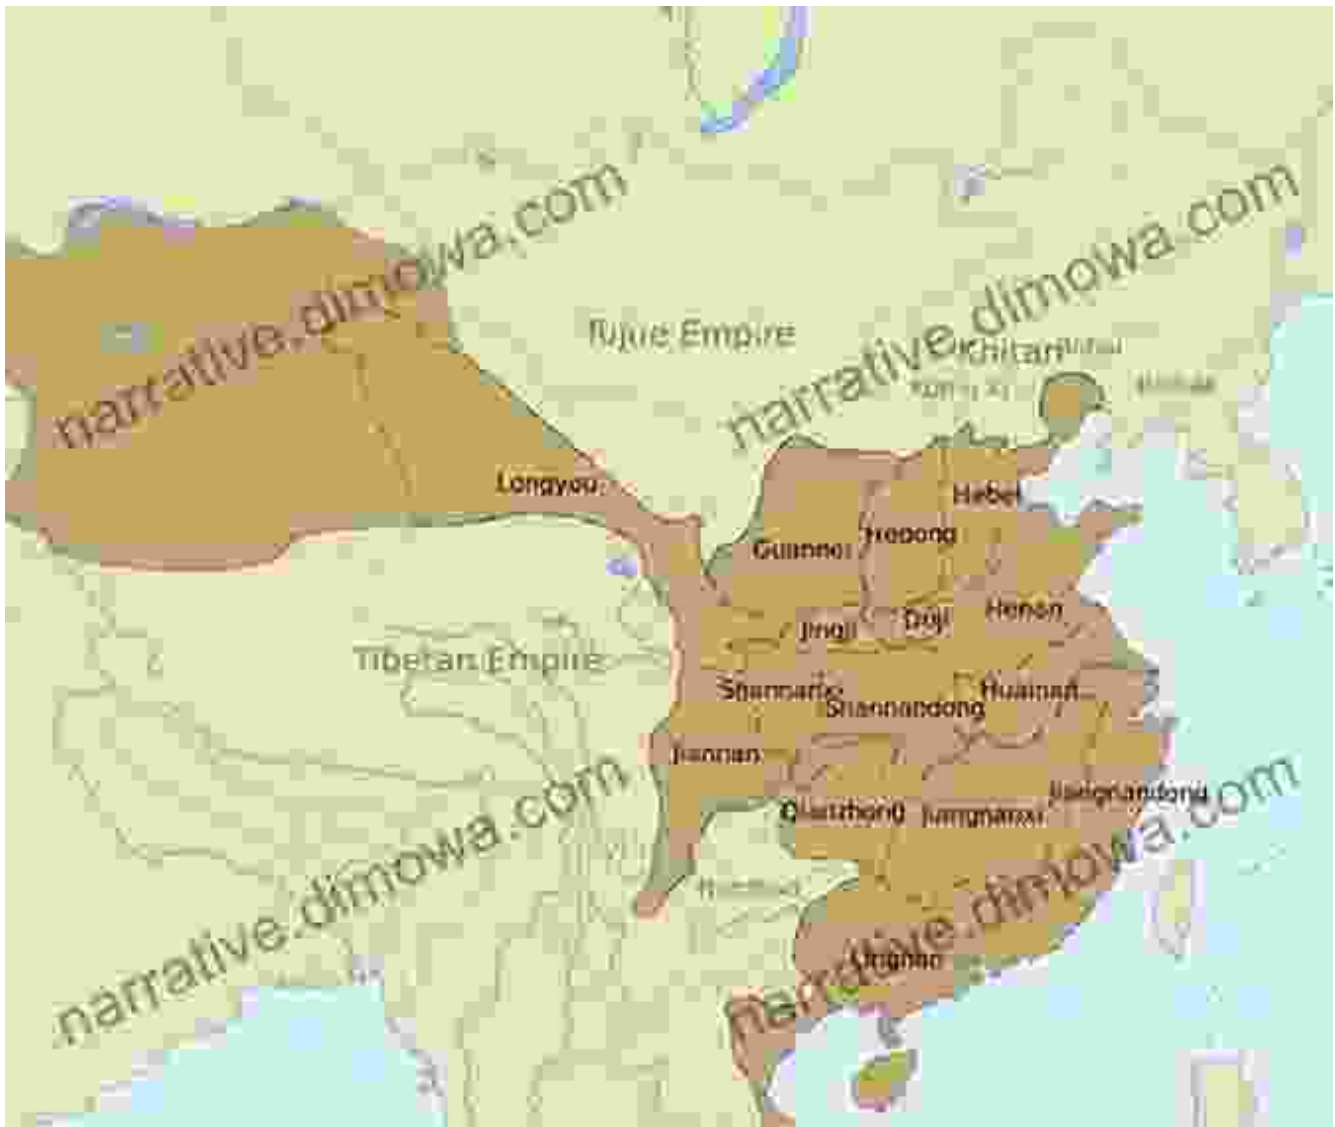 narrative.dimowa.com
narrative.dimowa.com
Tujue Empire
Khitan
Longyou
Hebei
Hedong
Guannei
Henan
Duji
Jingji
Tibetan Empire
Shannanxi
Huainan
Shannandong
Jiannan
narrative.dimowa.com
narrative.dimowa.com
Jiangnandong
Qianzhong
Jiangnanxi
Lingnan